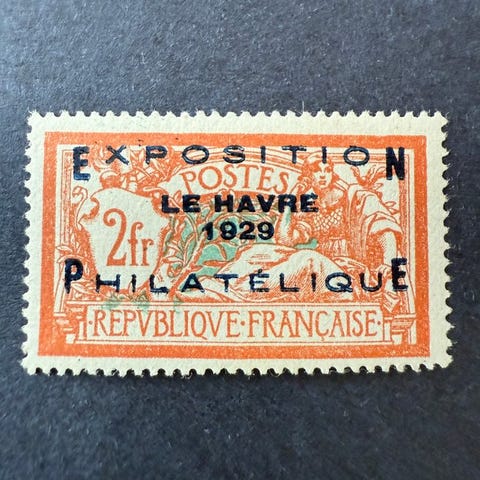 EXPOSITION
POSTES
LE HAVRE
2fr
1929
PHILATÉLIQUE
·REPVBLIQVE·FRANÇAISE·